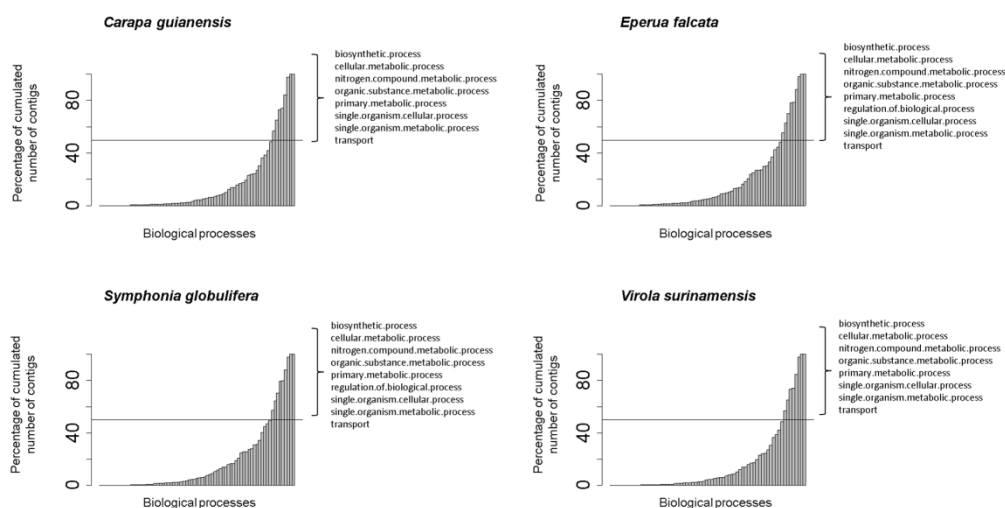 Carapa guianensis
Percentage of cumulated
number of contigs
0
40
80
Biological processes
biosynthetic.process
cellular.metabolic.process
nitrogen.compound.metabolic.process
organic.substance.metabolic.process
primary.metabolic.process
single.organism.cellular.process
single.organism.metabolic.process
transport
Eperua falcata
Percentage of cumulated
number of contigs
0
40
80
Biological processes
biosynthetic.process
cellular.metabolic.process
nitrogen.compound.metabolic.process
organic.substance.metabolic.process
primary.metabolic.process
regulation.of.biological.process
single.organism.cellular.process
single.organism.metabolic.process
transport
Symphonia globulifera
Percentage of cumulated
number of contigs
0
40
80
Biological processes
biosynthetic.process
cellular.metabolic.process
nitrogen.compound.metabolic.process
organic.substance.metabolic.process
primary.metabolic.process
regulation.of.biological.process
single.organism.cellular.process
single.organism.metabolic.process
transport
Virola surinamensis
Percentage of cumulated
number of contigs
0
40
80
Biological processes
biosynthetic.process
cellular.metabolic.process
nitrogen.compound.metabolic.process
organic.substance.metabolic.process
primary.metabolic.process
single.organism.cellular.process
single.organism.metabolic.process
transport